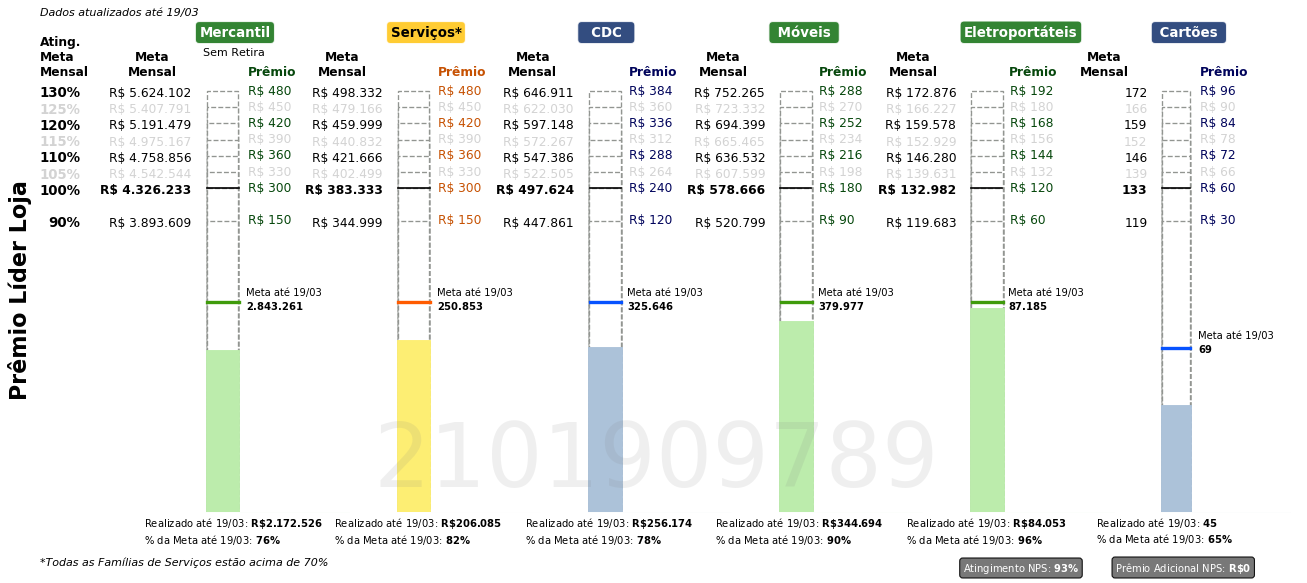 Dados atualizados até 19/03
Mercantil Serviços* CDC Móveis Eletroportáteis Cartões
Sem Retira
Ating. Meta Mensal Meta Mensal Prêmio Meta Mensal Prêmio Meta Mensal Prêmio Meta Mensal Prêmio Meta Mensal Prêmio Meta Mensal Prêmio
130% R$ 5.624.102 R$ 480 R$ 498.332 R$ 480 R$ 646.911 R$ 384 R$ 752.265 R$ 288 R$ 172.876 R$ 192 172 R$ 96
125% R$ 5.407.791 R$ 450 R$ 479.166 R$ 450 R$ 622.030 R$ 360 R$ 723.332 R$ 270 R$ 166.227 R$ 180 166 R$ 90
120% R$ 5.191.479 R$ 420 R$ 459.999 R$ 420 R$ 597.148 R$ 336 R$ 694.399 R$ 252 R$ 159.578 R$ 168 159 R$ 84
115% R$ 4.975.167 R$ 390 R$ 440.832 R$ 390 R$ 572.267 R$ 312 R$ 665.465 R$ 234 R$ 152.929 R$ 156 152 R$ 78
110% R$ 4.758.856 R$ 360 R$ 421.666 R$ 360 R$ 547.386 R$ 288 R$ 636.532 R$ 216 R$ 146.280 R$ 144 146 R$ 72
105% R$ 4.542.544 R$ 330 R$ 402.499 R$ 330 R$ 522.505 R$ 264 R$ 607.599 R$ 198 R$ 139.631 R$ 132 139 R$ 66
100% R$ 4.326.233 R$ 300 R$ 383.333 R$ 300 R$ 497.624 R$ 240 R$ 578.666 R$ 180 R$ 132.982 R$ 120 133 R$ 60
90% R$ 3.893.609 R$ 150 R$ 344.999 R$ 150 R$ 447.861 R$ 120 R$ 520.799 R$ 90 R$ 119.683 R$ 60 119 R$ 30
Prêmio Líder Loja
Meta até 19/03 Meta até 19/03 Meta até 19/03 Meta até 19/03 Meta até 19/03
2.843.261 250.853 325.646 379.977 87.185
Meta até 19/03
69
2101909789
Realizado até 19/03: R$2.172.526 Realizado até 19/03: R$206.085 Realizado até 19/03: R$256.174 Realizado até 19/03: R$344.694 Realizado até 19/03: R$84.053 Realizado até 19/03: 45
% da Meta até 19/03: 76% % da Meta até 19/03: 82% % da Meta até 19/03: 78% % da Meta até 19/03: 90% % da Meta até 19/03: 96% % da Meta até 19/03: 65%
*Todas as Famílias de Serviços estão acima de 70%
Atingimento NPS: 93% Prêmio Adicional NPS: R$0